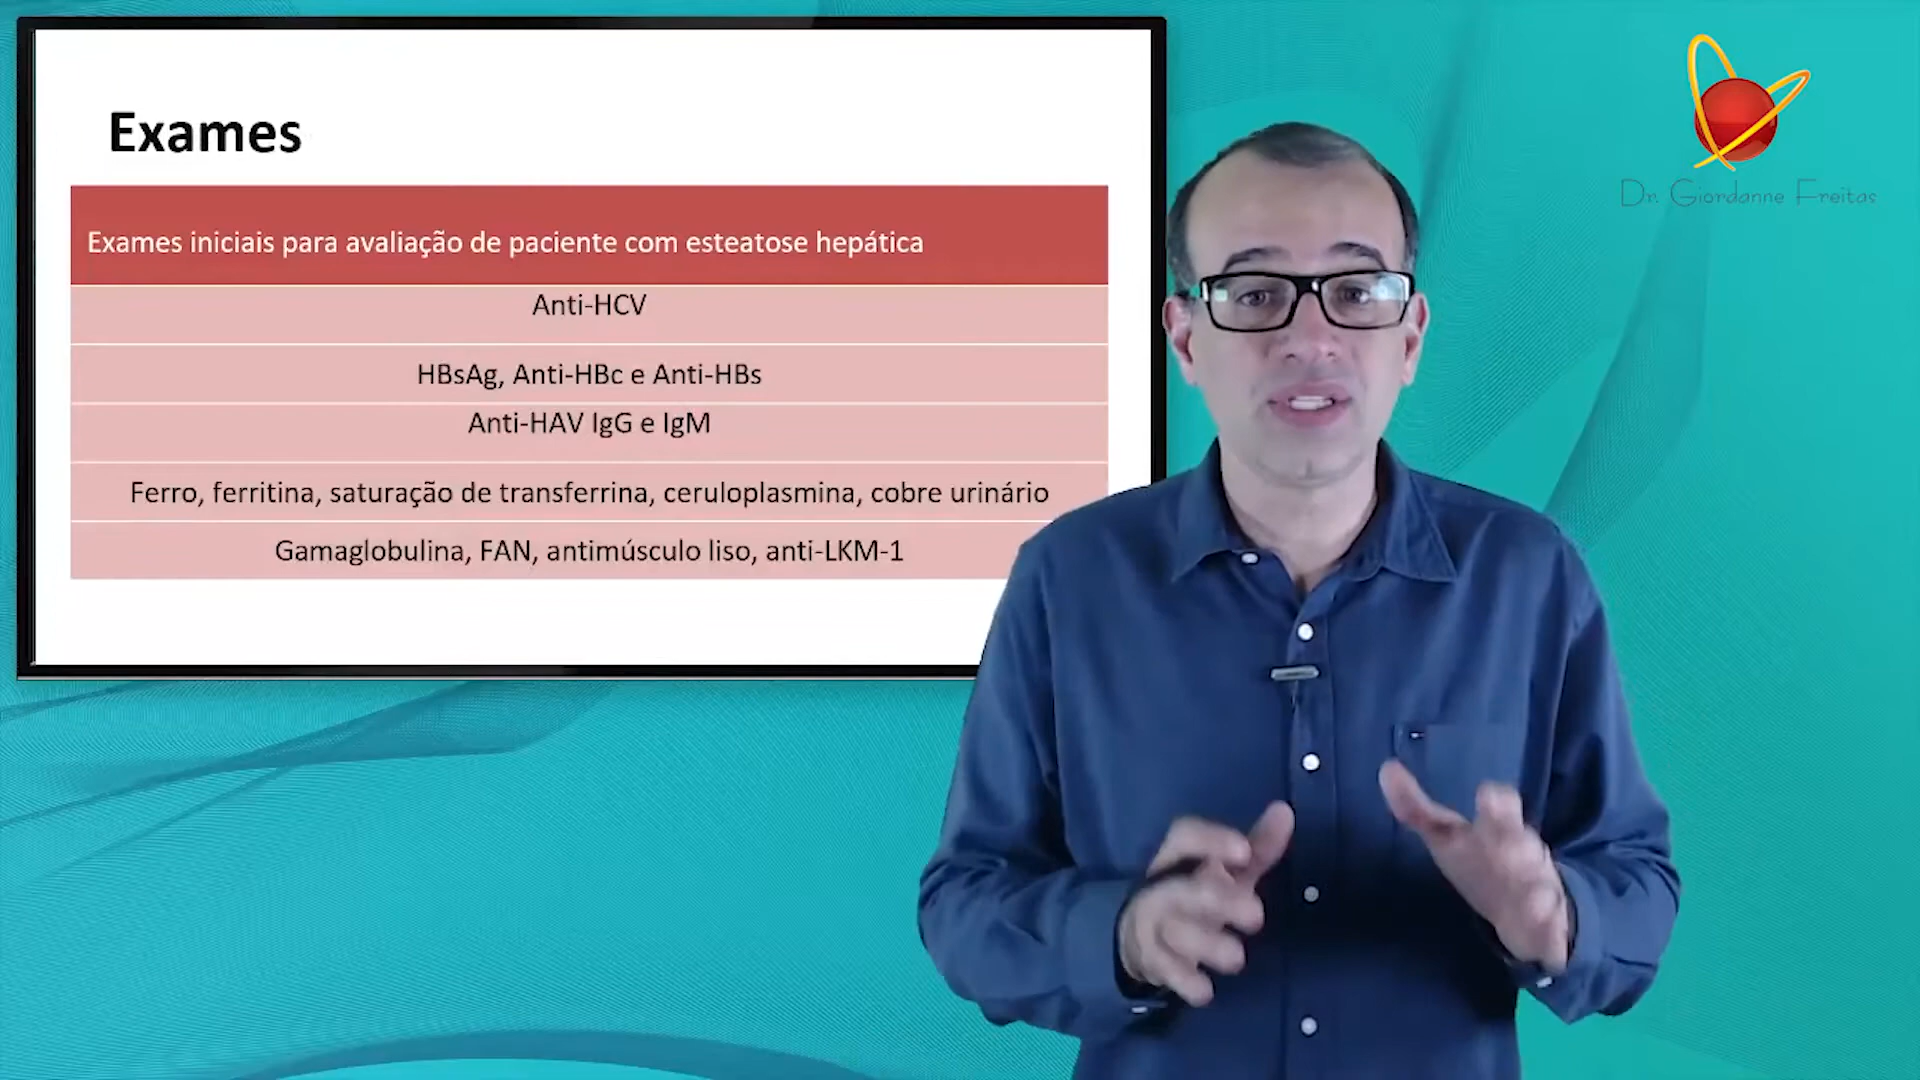 Exames
Exames iniciais para avaliação de paciente com esteatose hepática
Anti-HCV
HBsAg, Anti-HBc e Anti-HBs
Anti-HAV IgG e IgM
Ferro, ferritina, saturação de transferrina, ceruloplasmina, cobre urinário
Gamaglobulina, FAN, antimúsculo liso, anti-LKM-1
Dr. Giordanne Freitas